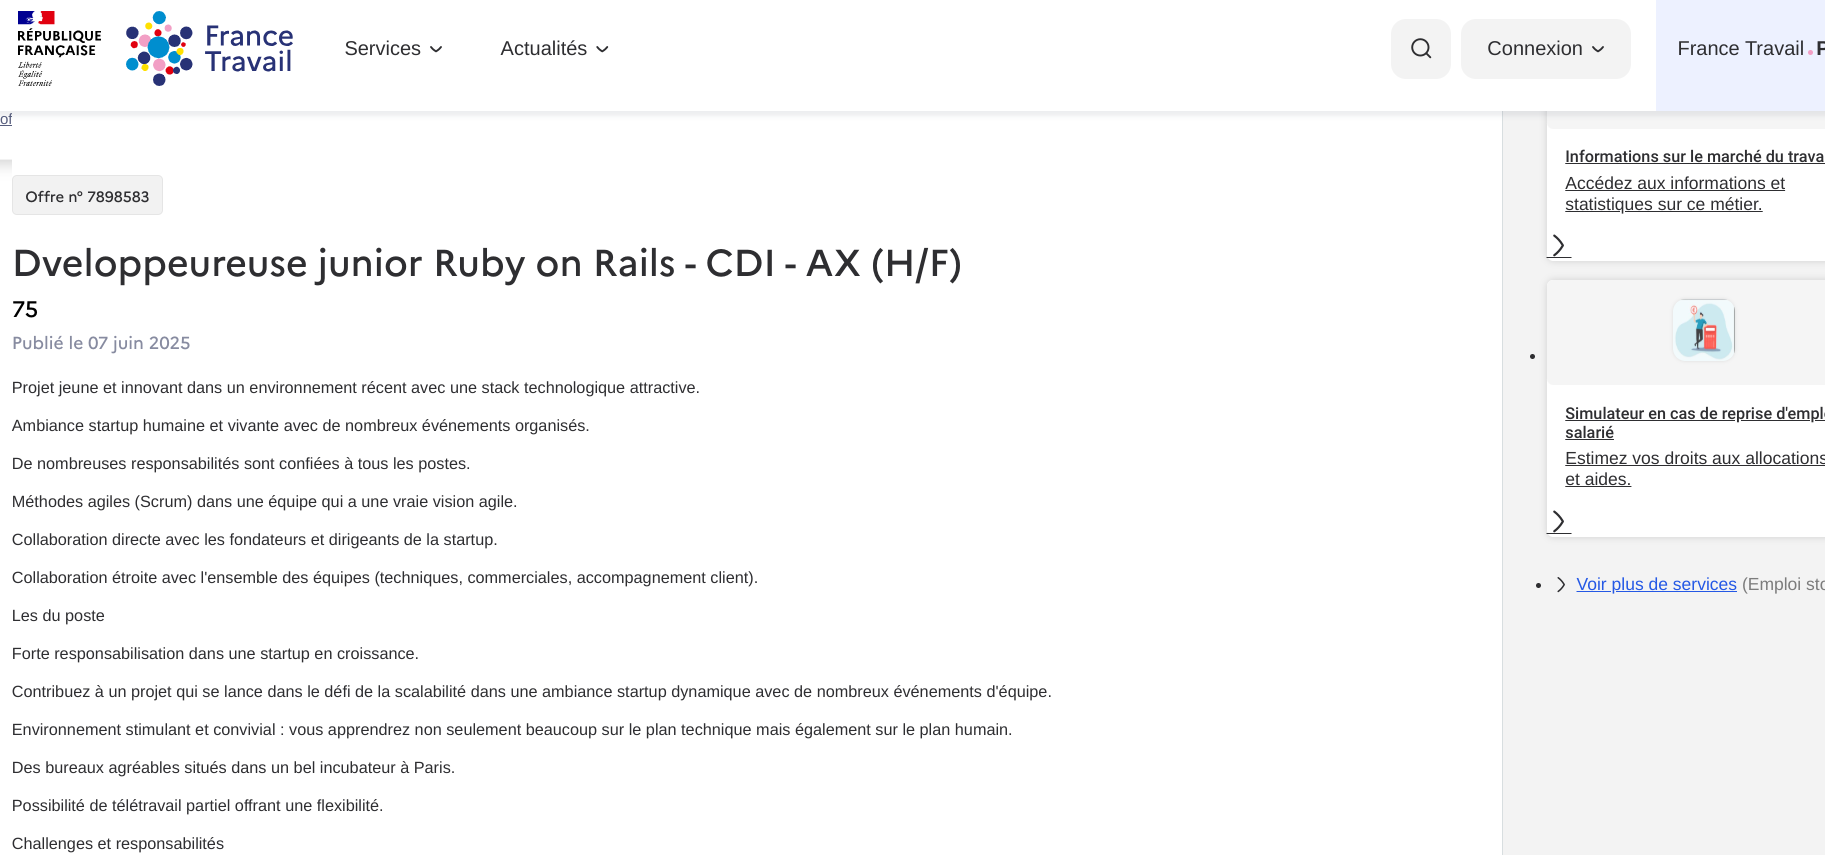 RÉPUBLIQUE
FRANÇAISE
Liberté
Égalité
Fraternité
France
Travail
Services
Actualités
Connexion
France Travail
of
Offre n° 7898583
Dveloppeureuse junior Ruby on Rails - CDI - AX (H/F)
75
Publié le 07 juin 2025
Projet jeune et innovant dans un environnement récent avec une stack technologique attractive.
Ambiance startup humaine et vivante avec de nombreux événements organisés.
De nombreuses responsabilités sont confiées à tous les postes.
Méthodes agiles (Scrum) dans une équipe qui a une vraie vision agile.
Collaboration directe avec les fondateurs et dirigeants de la startup.
Collaboration étroite avec l'ensemble des équipes (techniques, commerciales, accompagnement client).
Les du poste
Forte responsabilisation dans une startup en croissance.
Contribuez à un projet qui se lance dans le défi de la scalabilité dans une ambiance startup dynamique avec de nombreux événements d'équipe.
Environnement stimulant et convivial : vous apprendrez non seulement beaucoup sur le plan technique mais également sur le plan humain.
Des bureaux agréables situés dans un bel incubateur à Paris.
Possibilité de télétravail partiel offrant une flexibilité.
Challenges et responsabilités
Informations sur le marché du trava
Accédez aux informations et
statistiques sur ce métier.
Simulateur en cas de reprise d'emplo
salarié
Estimez vos droits aux allocations
et aides.
Voir plus de services (Emploi sto